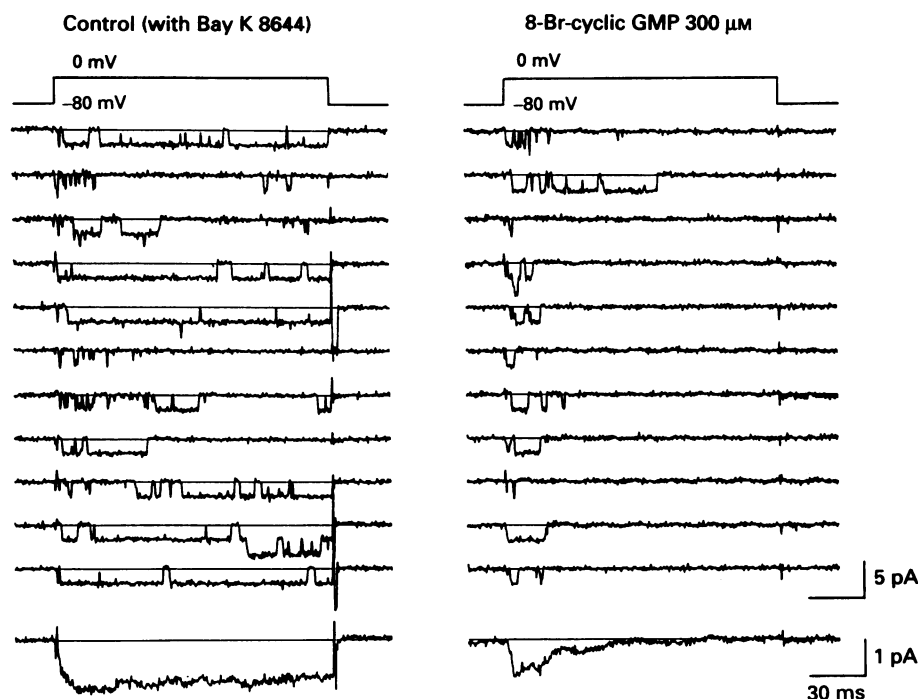 Control (with Bay K 8644)
8-Br-cyclic GMP 300 μM
0 mV
–80 mV
0 mV
–80 mV
5 pA
1 pA
30 ms